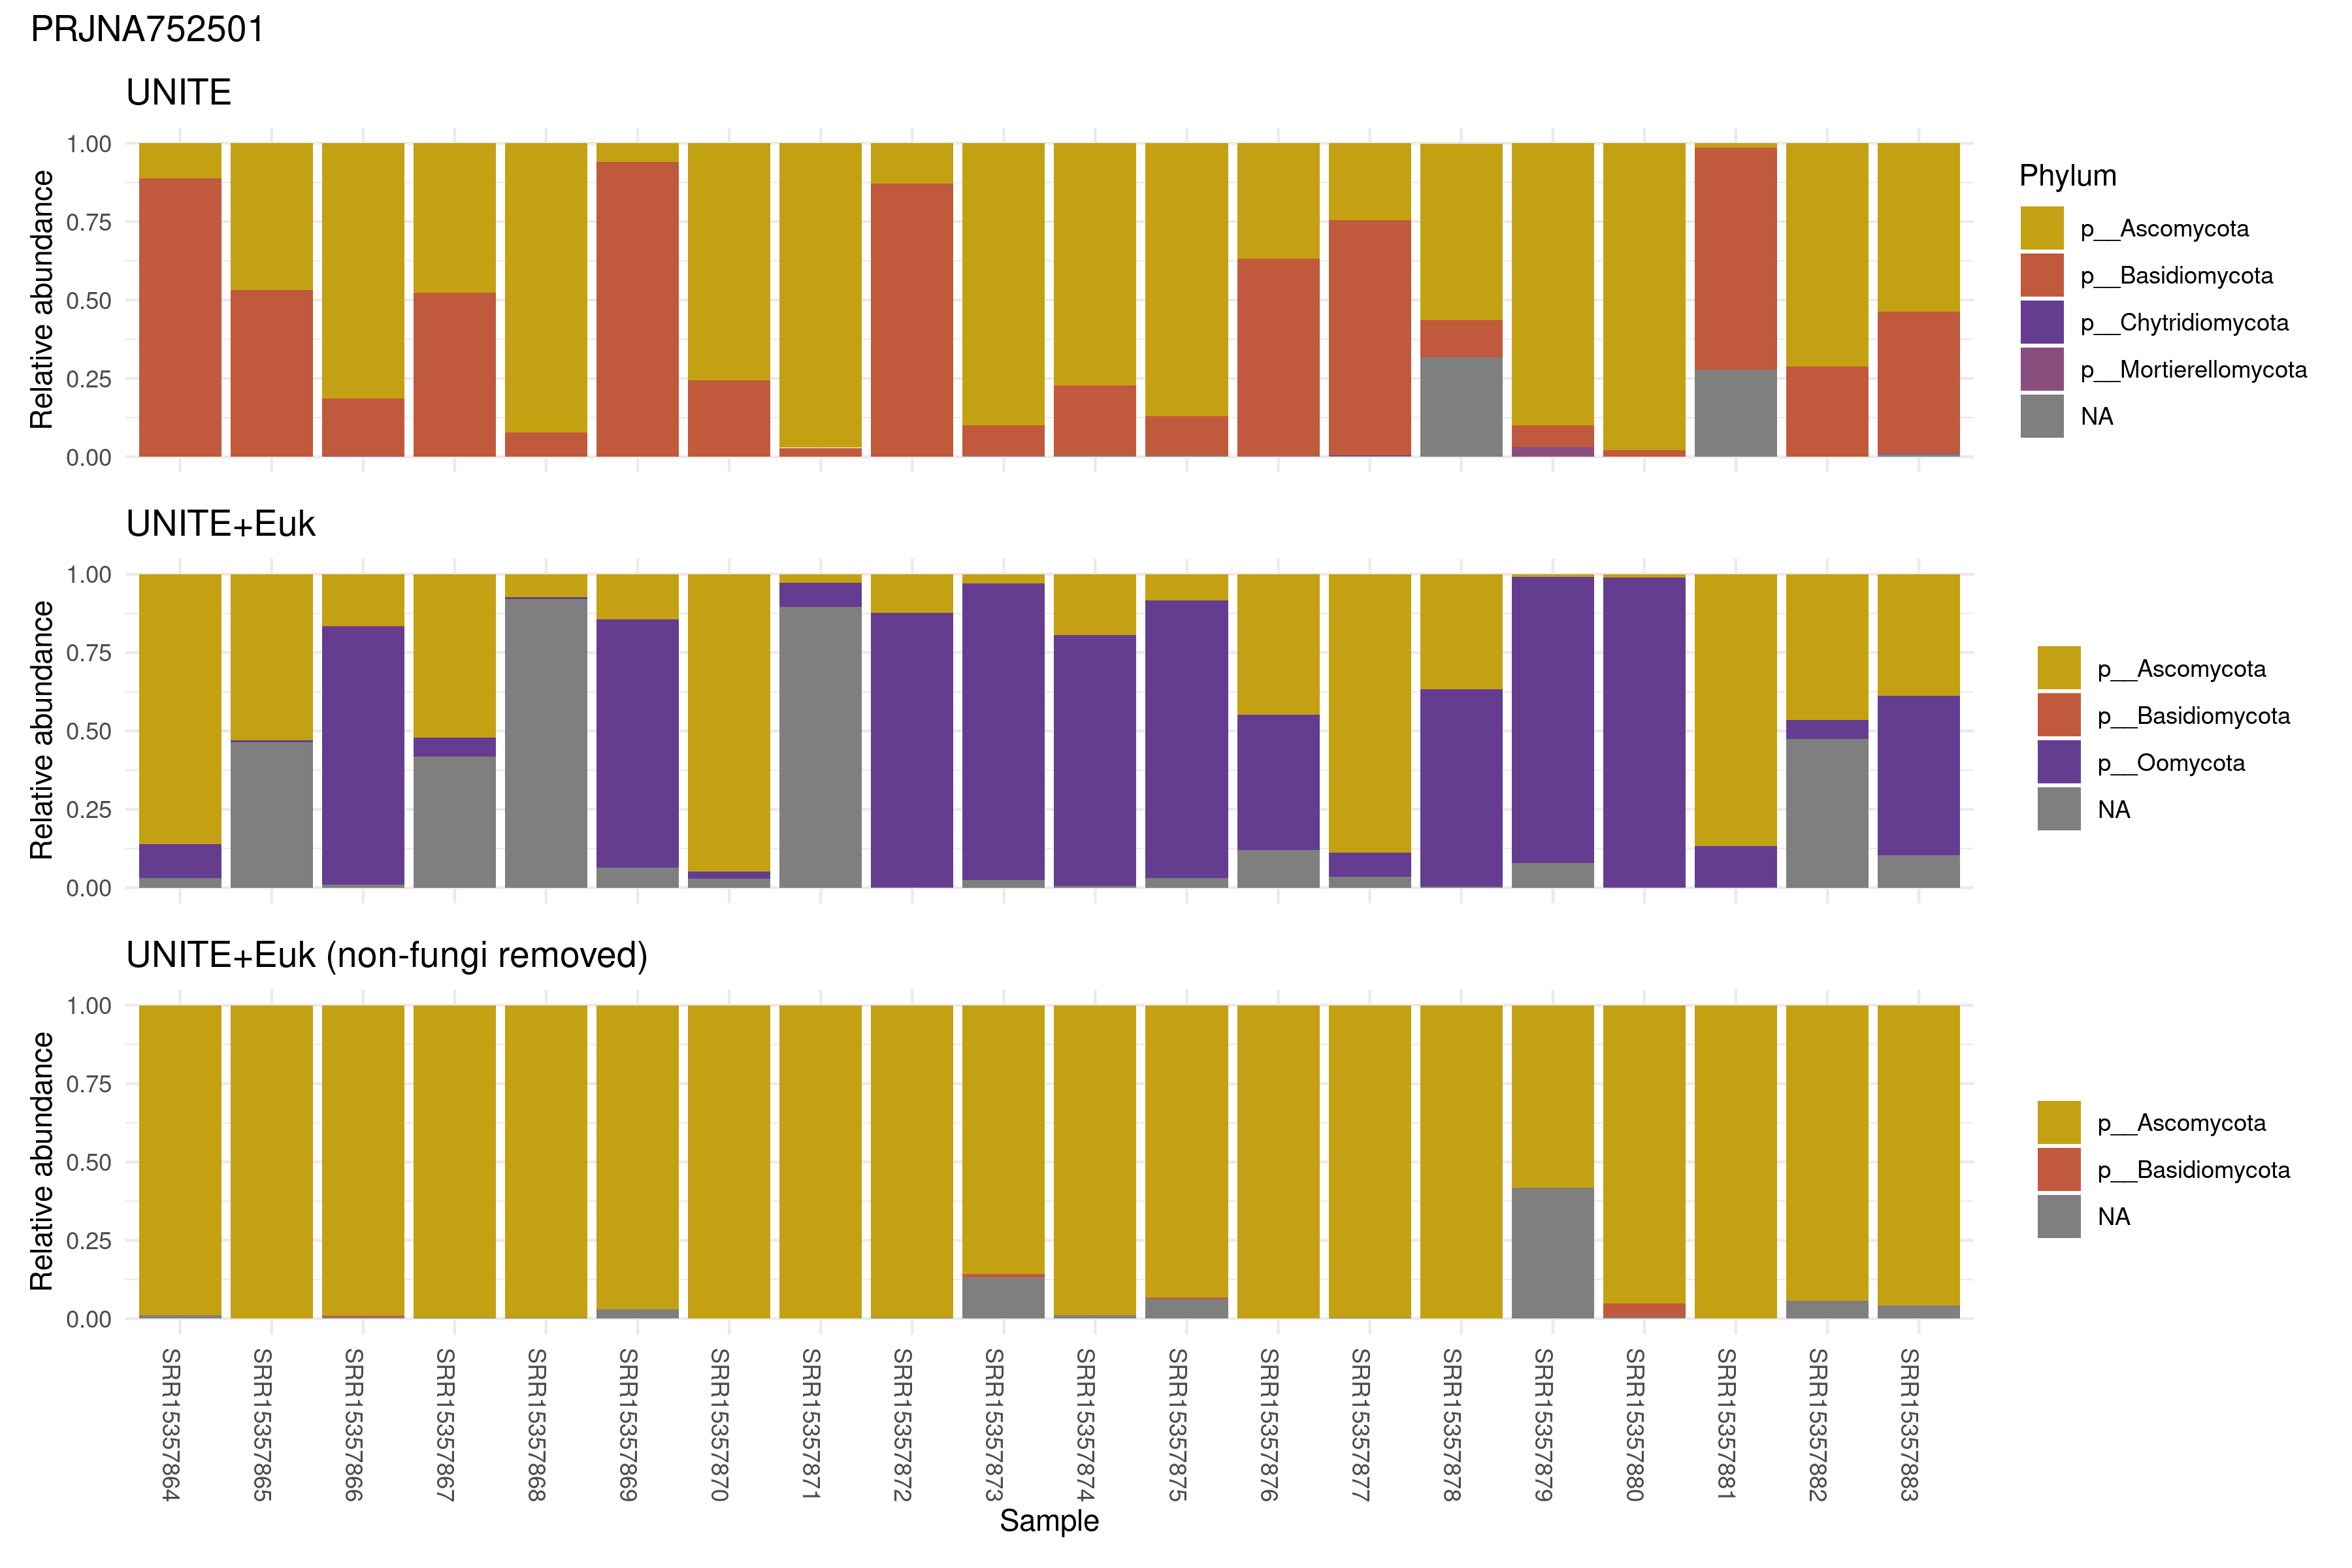 PRJNA752501
UNITE
Relative abundance
1.00
0.75
0.50
0.25
0.00
Phylum
p__Ascomycota
p__Basidiomycota
p__Chytridiomycota
p__Mortierellomycota
NA
UNITE+Euk
Relative abundance
1.00
0.75
0.50
0.25
0.00
p__Ascomycota
p__Basidiomycota
p__Oomycota
NA
UNITE+Euk (non-fungi removed)
Relative abundance
1.00
0.75
0.50
0.25
0.00
p__Ascomycota
p__Basidiomycota
NA
SRR15357864
SRR15357865
SRR15357866
SRR15357867
SRR15357868
SRR15357869
SRR15357870
SRR15357871
SRR15357872
SRR15357873
SRR15357874
SRR15357875
SRR15357876
SRR15357877
SRR15357878
SRR15357879
SRR15357880
SRR15357881
SRR15357882
SRR15357883
Sample